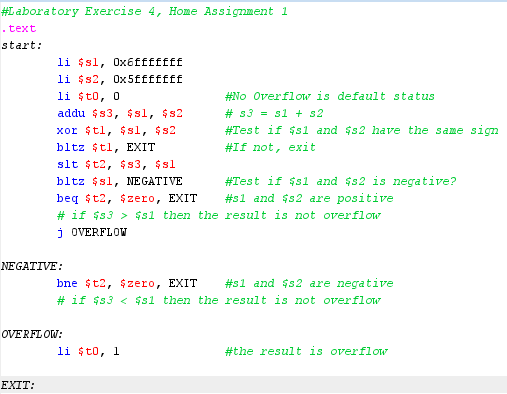 #Laboratory Exercise 4, Home Assignment 1
.text
start:
li $s1, 0x6fffffff
li $s2, 0x5fffffff
li $t0, 0 #No Overflow is default status
addu $s3, $s1, $s2 # s3 = s1 + s2
xor $t1, $s1, $s2 #Test if $s1 and $s2 have the same sign
bltz $t1, EXIT #If not, exit
slt $t2, $s3, $s1
bltz $s1, NEGATIVE #Test if $s1 and $s2 is negative?
beq $t2, $zero, EXIT #s1 and $s2 are positive
# if $s3 > $s1 then the result is not overflow
j OVERFLOW
NEGATIVE:
bne $t2, $zero, EXIT #s1 and $s2 are negative
# if $s3 < $s1 then the result is not overflow
OVERFLOW:
li $t0, 1 #the result is overflow
EXIT: